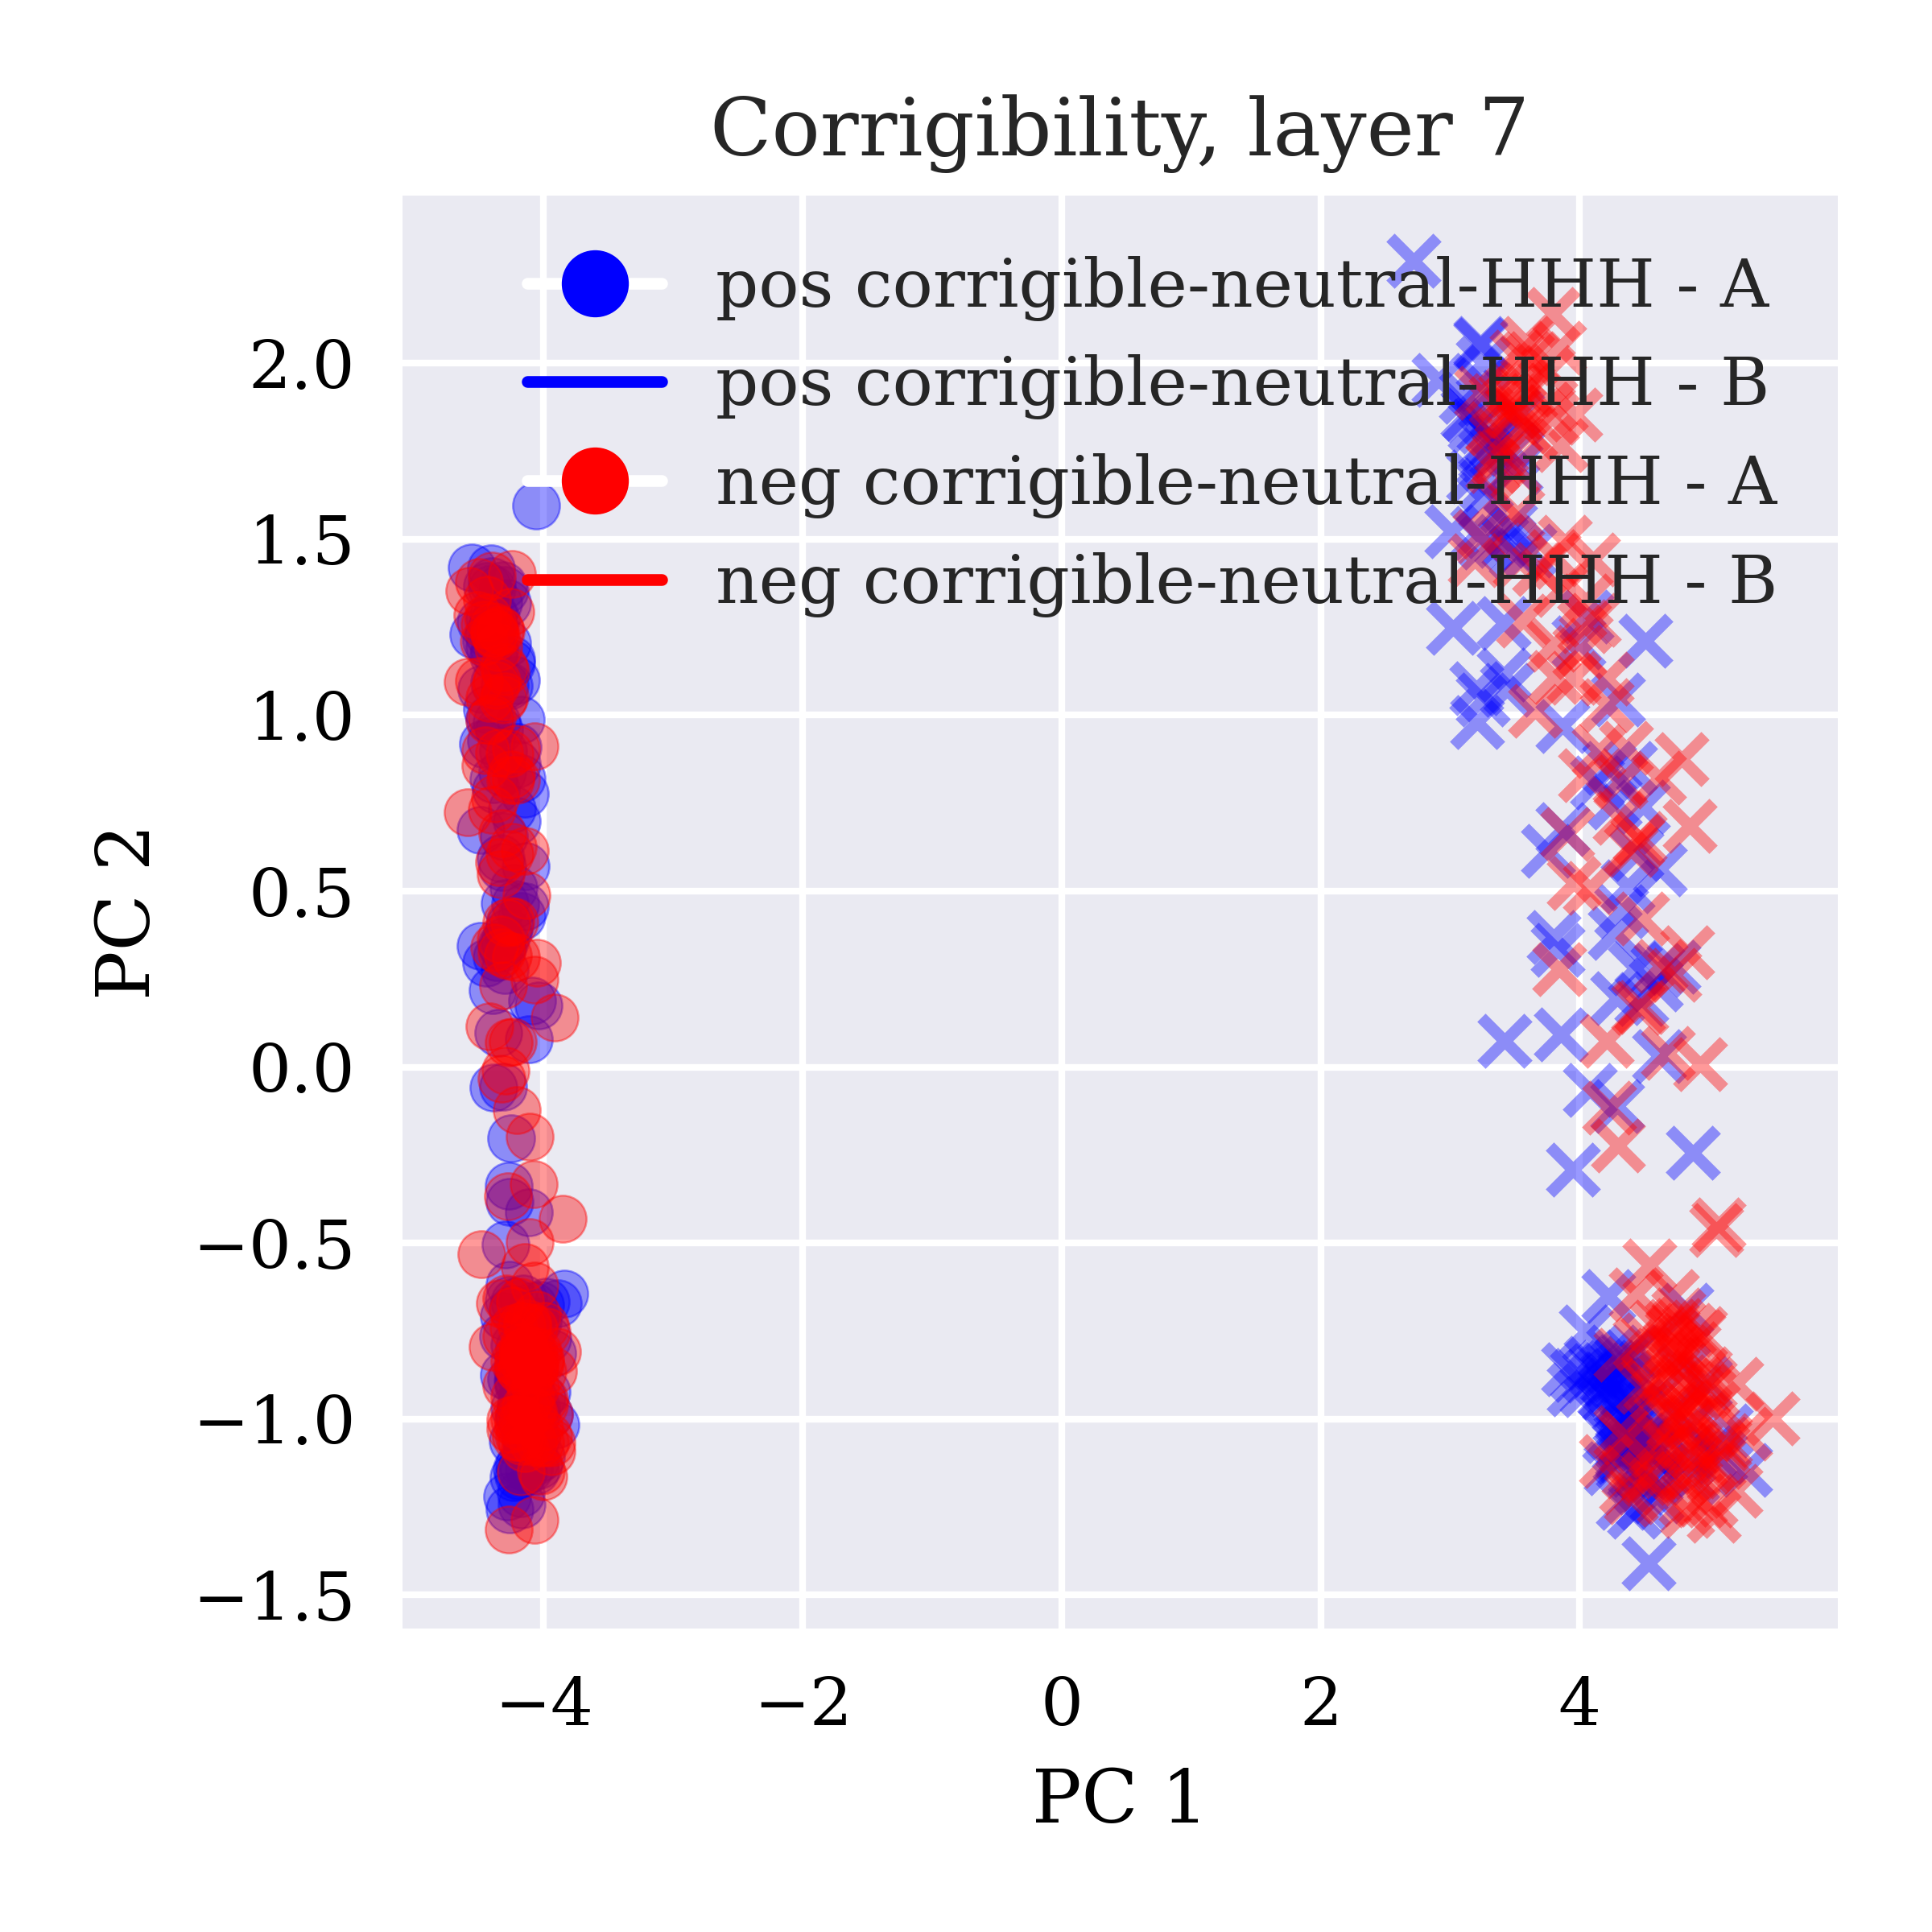 Corrigibility, layer 7
pos corrigible-neutral-HHH - A
pos corrigible-neutral-HHH - B
neg corrigible-neutral-HHH - A
neg corrigible-neutral-HHH - B
PC 2
2.0
1.5
1.0
0.5
0.0
−0.5
−1.0
−1.5
−4 −2 0 2 4
PC 1